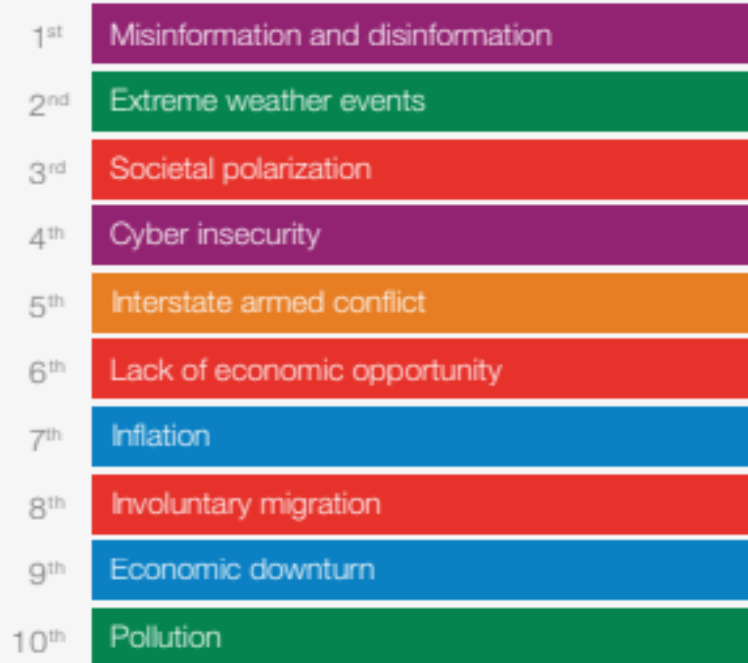 1st Misinformation and disinformation
2nd Extreme weather events
3rd Societal polarization
4th Cyber insecurity
5th Interstate armed conflict
6th Lack of economic opportunity
7th Inflation
8th Involuntary migration
9th Economic downturn
10th Pollution